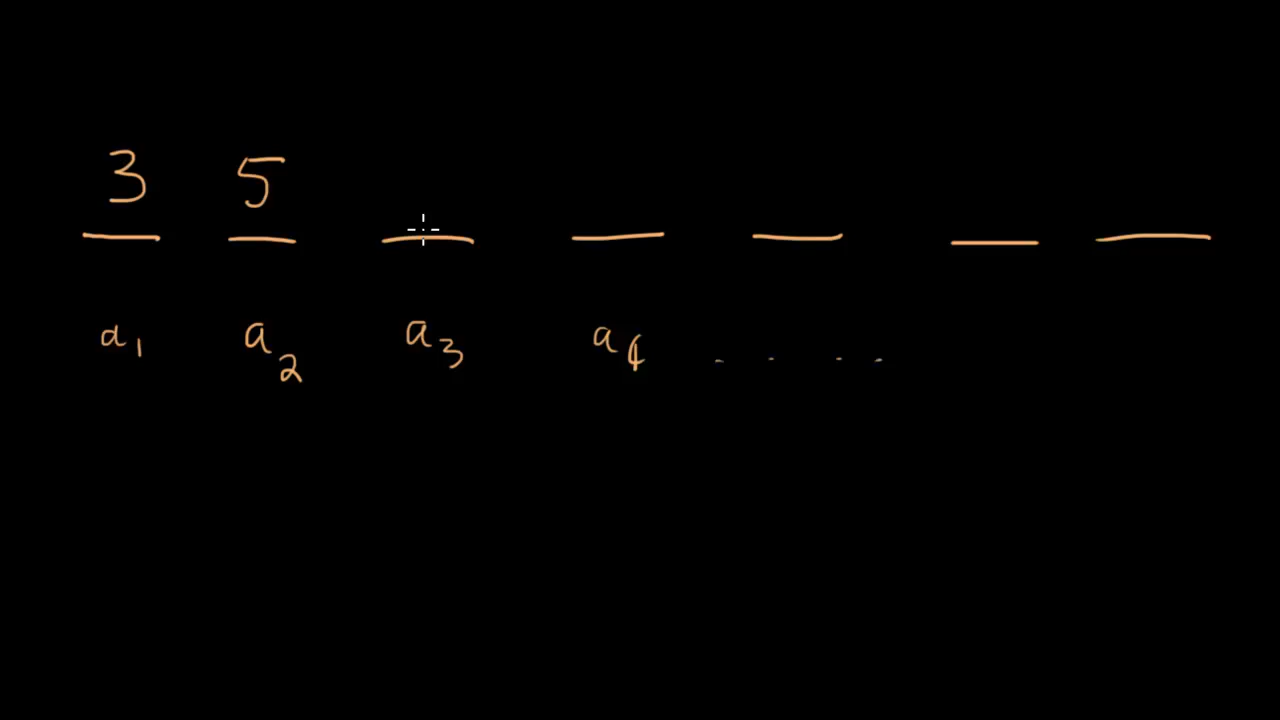 3 5
a₁ a₂ a₃ a₄ . . . .